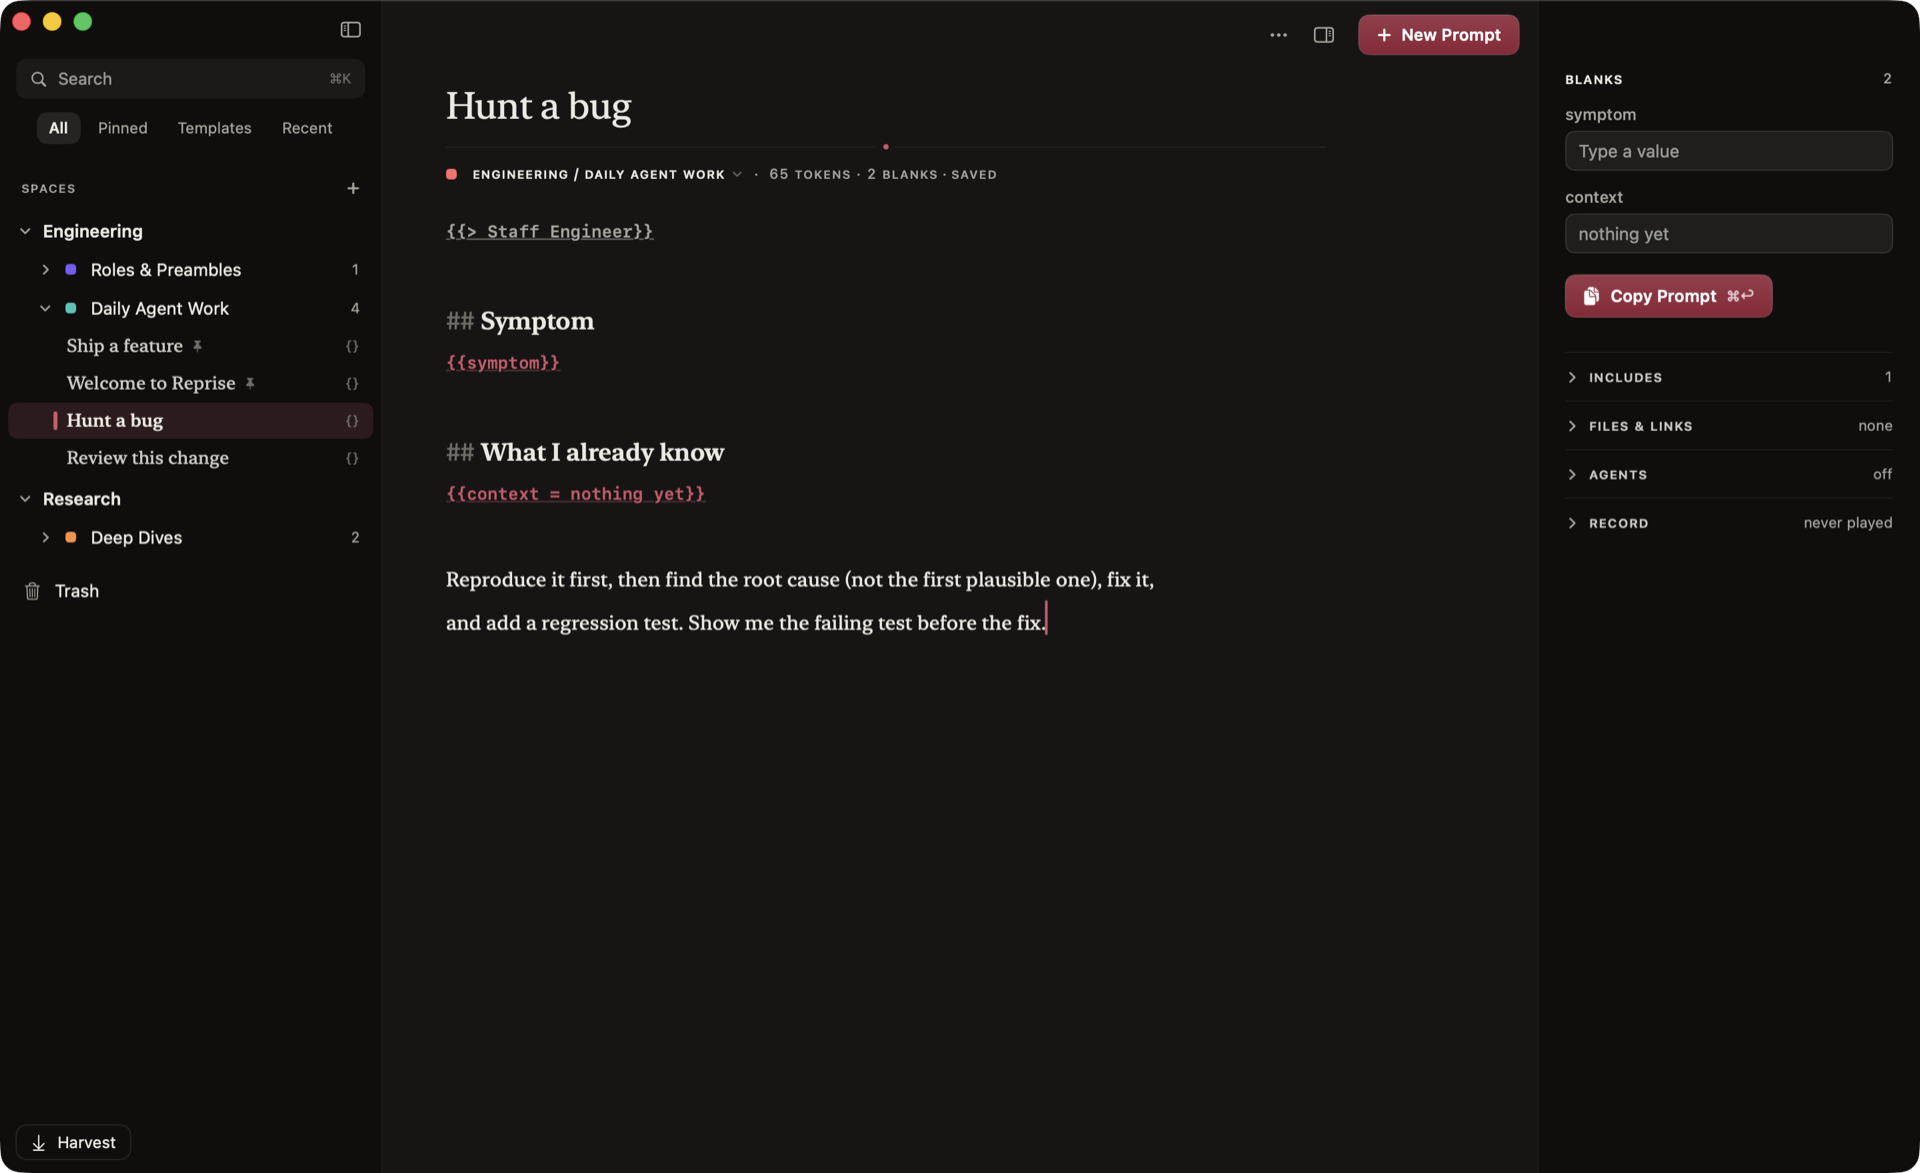 Search ⌘K
All Pinned Templates Recent
SPACES
Engineering
Roles & Preambles 1
Daily Agent Work 4
Ship a feature {}
Welcome to Reprise {}
Hunt a bug {}
Review this change {}
Research
Deep Dives 2
Trash
Harvest
+ New Prompt
Hunt a bug
ENGINEERING / DAILY AGENT WORK · 65 TOKENS · 2 BLANKS · SAVED
{{> Staff Engineer}}
## Symptom
{{symptom}}
## What I already know
{{context = nothing yet}}
Reproduce it first, then find the root cause (not the first plausible one), fix it,
and add a regression test. Show me the failing test before the fix.
BLANKS 2
symptom
Type a value
context
nothing yet
Copy Prompt ⌘↩
INCLUDES 1
FILES & LINKS none
AGENTS off
RECORD never played